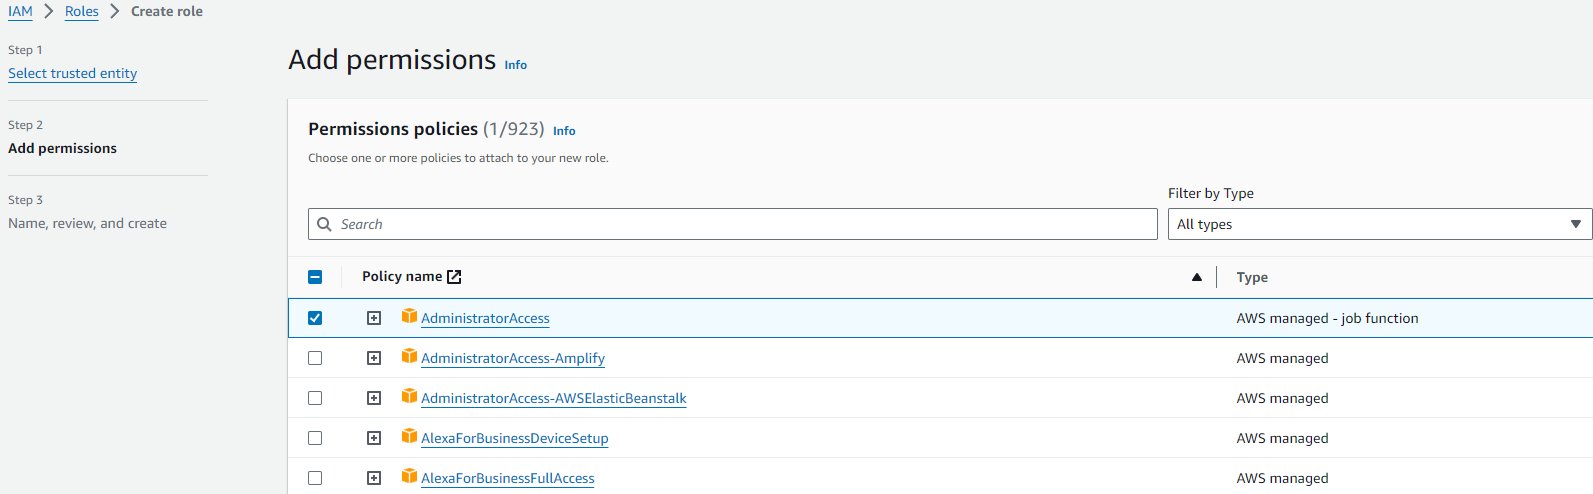 IAM > Roles > Create role
Step 1
Select trusted entity
Step 2
Add permissions
Step 3
Name, review, and create
Add permissions Info
Permissions policies (1/923) Info
Choose one or more policies to attach to your new role.
Filter by Type
Search
All types
Policy name Type
AdministratorAccess AWS managed - job function
AdministratorAccess-Amplify AWS managed
AdministratorAccess-AWSElasticBeanstalk AWS managed
AlexaForBusinessDeviceSetup AWS managed
AlexaForBusinessFullAccess AWS managed